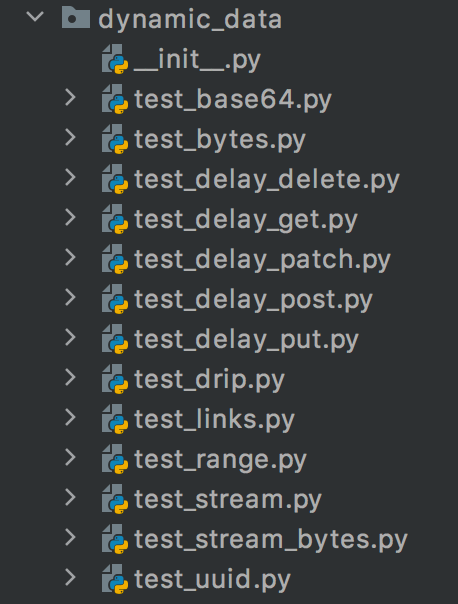 dynamic_data
__init__.py
test_base64.py
test_bytes.py
test_delay_delete.py
test_delay_get.py
test_delay_patch.py
test_delay_post.py
test_delay_put.py
test_drip.py
test_links.py
test_range.py
test_stream.py
test_stream_bytes.py
test_uuid.py